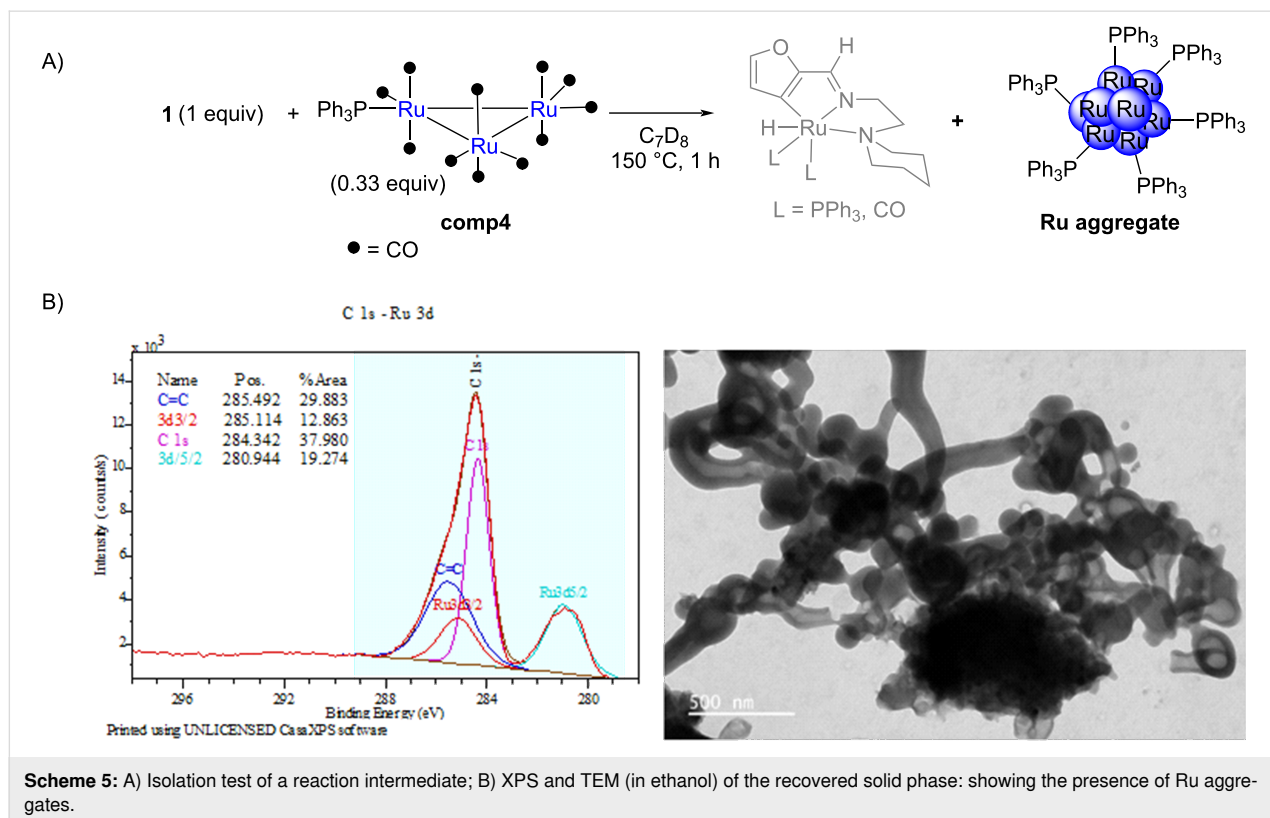 A)
1 (1 equiv) + Ph3P Ru Ru Ru
(0.33 equiv)
comp4
● = CO
C7D8
150 °C, 1 h
O H
N
H Ru N
L L
L = PPh3, CO
+
PPh3 PPh3
Ph3P Ru Ru
Ru Ru Ru PPh3
Ru Ru
Ph3P PPh3
Ru aggregate
B)
C 1s - Ru 3d
x 10^3
Name Pos. %Area
C=C 285.492 29.883
3d3/2 285.114 12.863
C 1s 284.342 37.980
3d/5/2 280.944 19.274
C 1s -
C 1s
C=C
Ru3d3/2
Ru3d5/2
14
12
10
8
6
4
2
Intensity (counts/s)
296 292 288 284 280
Binding Energy (eV)
Printed using UNLICENSED CasaXPS software
500 nm
Scheme 5: A) Isolation test of a reaction intermediate; B) XPS and TEM (in ethanol) of the recovered solid phase: showing the presence of Ru aggre-
gates.